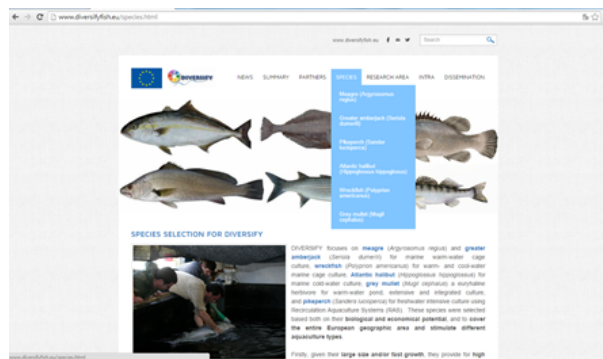 www.diversifyfish.eu/species.html
www.diversifyfish.eu
Search
DIVERSIFY
NEWS SUMMARY PARTNERS SPECIES RESEARCH AREA INTRA DISSEMINATION
Meagre (Argyrosomus
regius)
Greater amberjack (Seriola
dumerili)
Pikeperch (Sander
lucioperca)
Atlantic halibut
(Hippoglossus hippoglossus)
Wreckfish (Polyprion
americanus)
Grey mullet (Mugil
cephalus)
SPECIES SELECTION FOR DIVERSIFY
DIVERSIFY focuses on meagre (Argyrosomus regius) and greater
amberjack (Seriola dumerili) for marine warm-water cage
culture, wreckfish (Polyprion americanus) for warm- and cool-water
marine cage culture, Atlantic halibut (Hippoglossus hippoglossus) for
marine cold-water culture, grey mullet (Mugil cephalus) a euryhaline
herbivore for warm-water pond, extensive and integrated culture,
and pikeperch (Sanders lucioperca) for freshwater intensive culture using
Recirculation Aquaculture Systems (RAS). These species were selected
based both on their biological and economical potential, and to cover
the entire European geographic area and stimulate different
aquaculture types.
Firstly, given their large size and/or fast growth, they provide for high
www.diversifyfish.eu/species.html